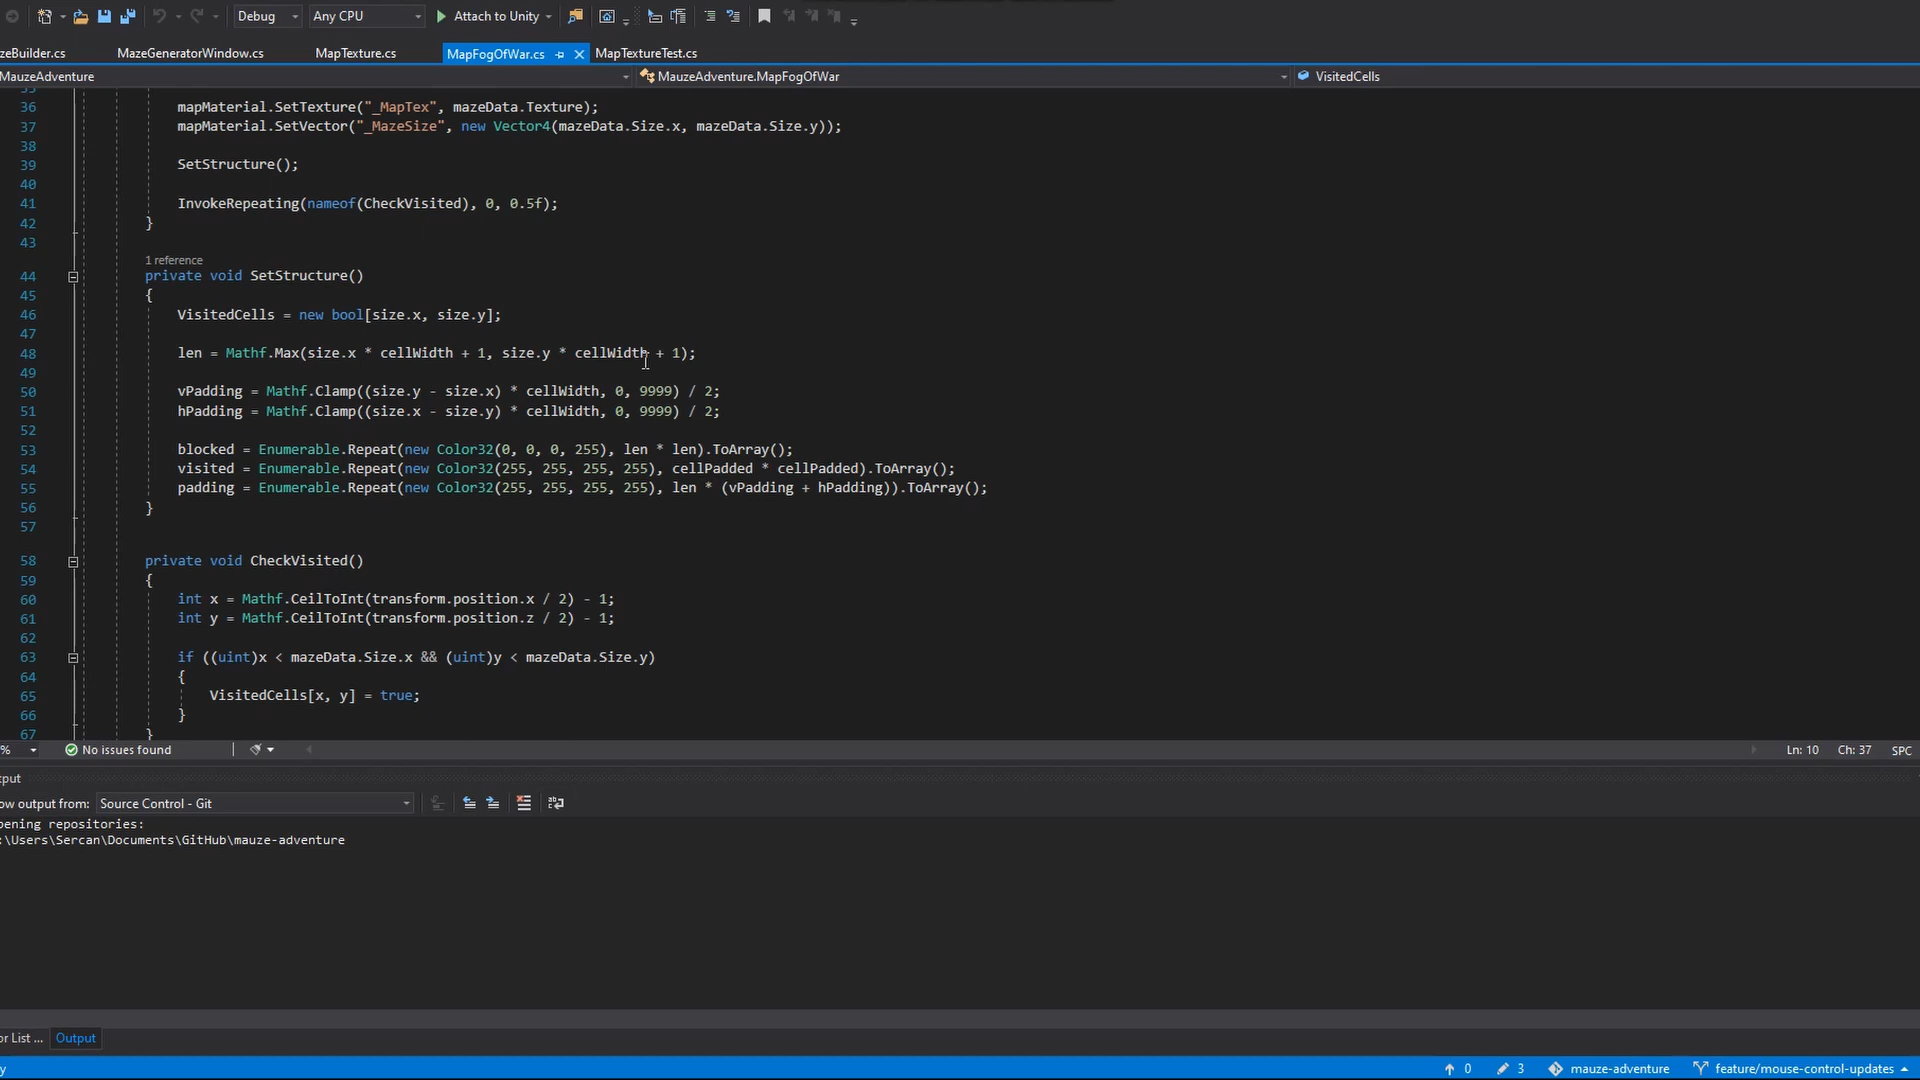 Debug Any CPU Attach to Unity
zeBuilder.cs MazeGeneratorWindow.cs MapTexture.cs MapFogOfWar.cs MapTextureTest.cs
MauzeAdventure MauzeAdventure.MapFogOfWar VisitedCells
36 mapMaterial.SetTexture("_MapTex", mazeData.Texture);
37 mapMaterial.SetVector("_MazeSize", new Vector4(mazeData.Size.x, mazeData.Size.y));
38
39 SetStructure();
40
41 InvokeRepeating(nameof(CheckVisited), 0, 0.5f);
42 }
43
1 reference
44 private void SetStructure()
45 {
46 VisitedCells = new bool[size.x, size.y];
47
48 len = Mathf.Max(size.x * cellWidth + 1, size.y * cellWidth + 1);
49
50 vPadding = Mathf.Clamp((size.y - size.x) * cellWidth, 0, 9999) / 2;
51 hPadding = Mathf.Clamp((size.x - size.y) * cellWidth, 0, 9999) / 2;
52
53 blocked = Enumerable.Repeat(new Color32(0, 0, 0, 255), len * len).ToArray();
54 visited = Enumerable.Repeat(new Color32(255, 255, 255, 255), cellPadded * cellPadded).ToArray();
55 padding = Enumerable.Repeat(new Color32(255, 255, 255, 255), len * (vPadding + hPadding)).ToArray();
56 }
57
58 private void CheckVisited()
59 {
60 int x = Mathf.CeilToInt(transform.position.x / 2) - 1;
61 int y = Mathf.CeilToInt(transform.position.z / 2) - 1;
62
63 if ((uint)x < mazeData.Size.x && (uint)y < mazeData.Size.y)
64 {
65 VisitedCells[x, y] = true;
66 }
67 }
% No issues found Ln: 10 Ch: 37 SPC
tput
ow output from: Source Control - Git
pening repositories:
:\Users\Sercan\Documents\GitHub\mauze-adventure
or List ... Output
y 0 3 mauze-adventure feature/mouse-control-updates